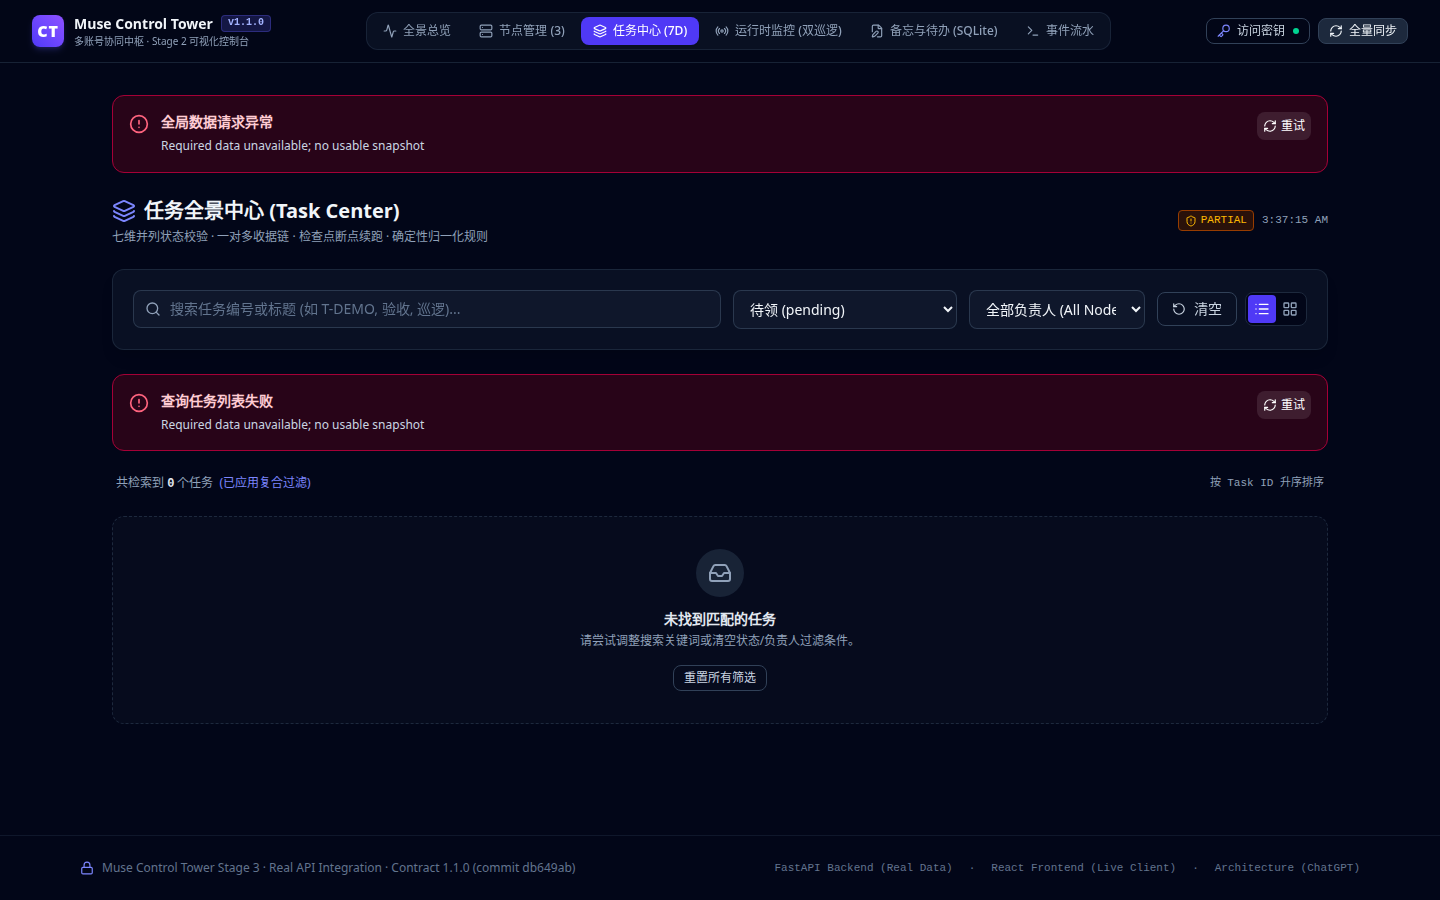 CT
Muse Control Tower v1.1.0
多账号协同中枢 · Stage 2 可视化控制台
全景总览
节点管理 (3)
任务中心 (7D)
运行时监控 (双巡逻)
备忘与待办 (SQLite)
事件流水
访问密钥
全量同步
全局数据请求异常
Required data unavailable; no usable snapshot
重试
任务全景中心 (Task Center)
七维并列状态校验 · 一对多收据链 · 检查点断点续跑 · 确定性归一化规则
PARTIAL 3:37:15 AM
搜索任务编号或标题 (如 T-DEMO, 验收, 巡逻)...
待领 (pending)
全部负责人 (All Node
清空
查询任务列表失败
Required data unavailable; no usable snapshot
重试
共检索到 0 个任务 (已应用复合过滤)
按 Task ID 升序排序
未找到匹配的任务
请尝试调整搜索关键词或清空状态/负责人过滤条件。
重置所有筛选
Muse Control Tower Stage 3 · Real API Integration · Contract 1.1.0 (commit db649ab)
FastAPI Backend (Real Data) · React Frontend (Live Client) · Architecture (ChatGPT)